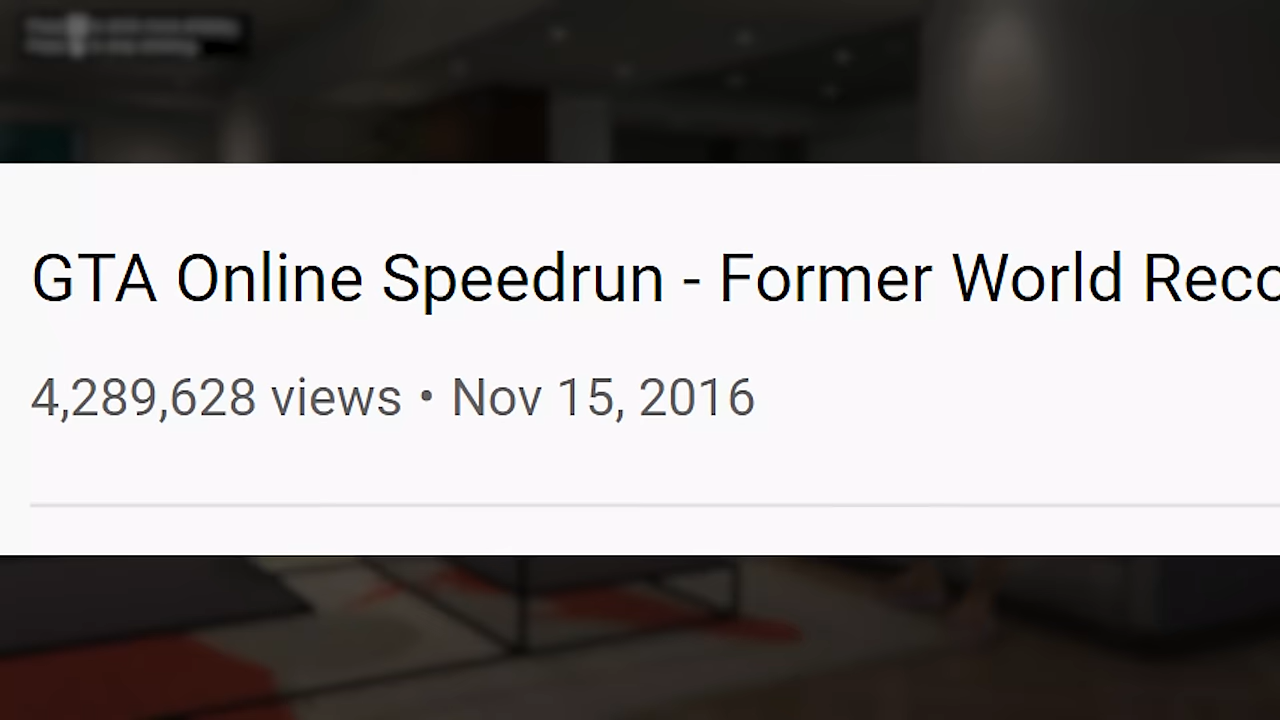 GTA Online Speedrun - Former World Reco
4,289,628 views • Nov 15, 2016